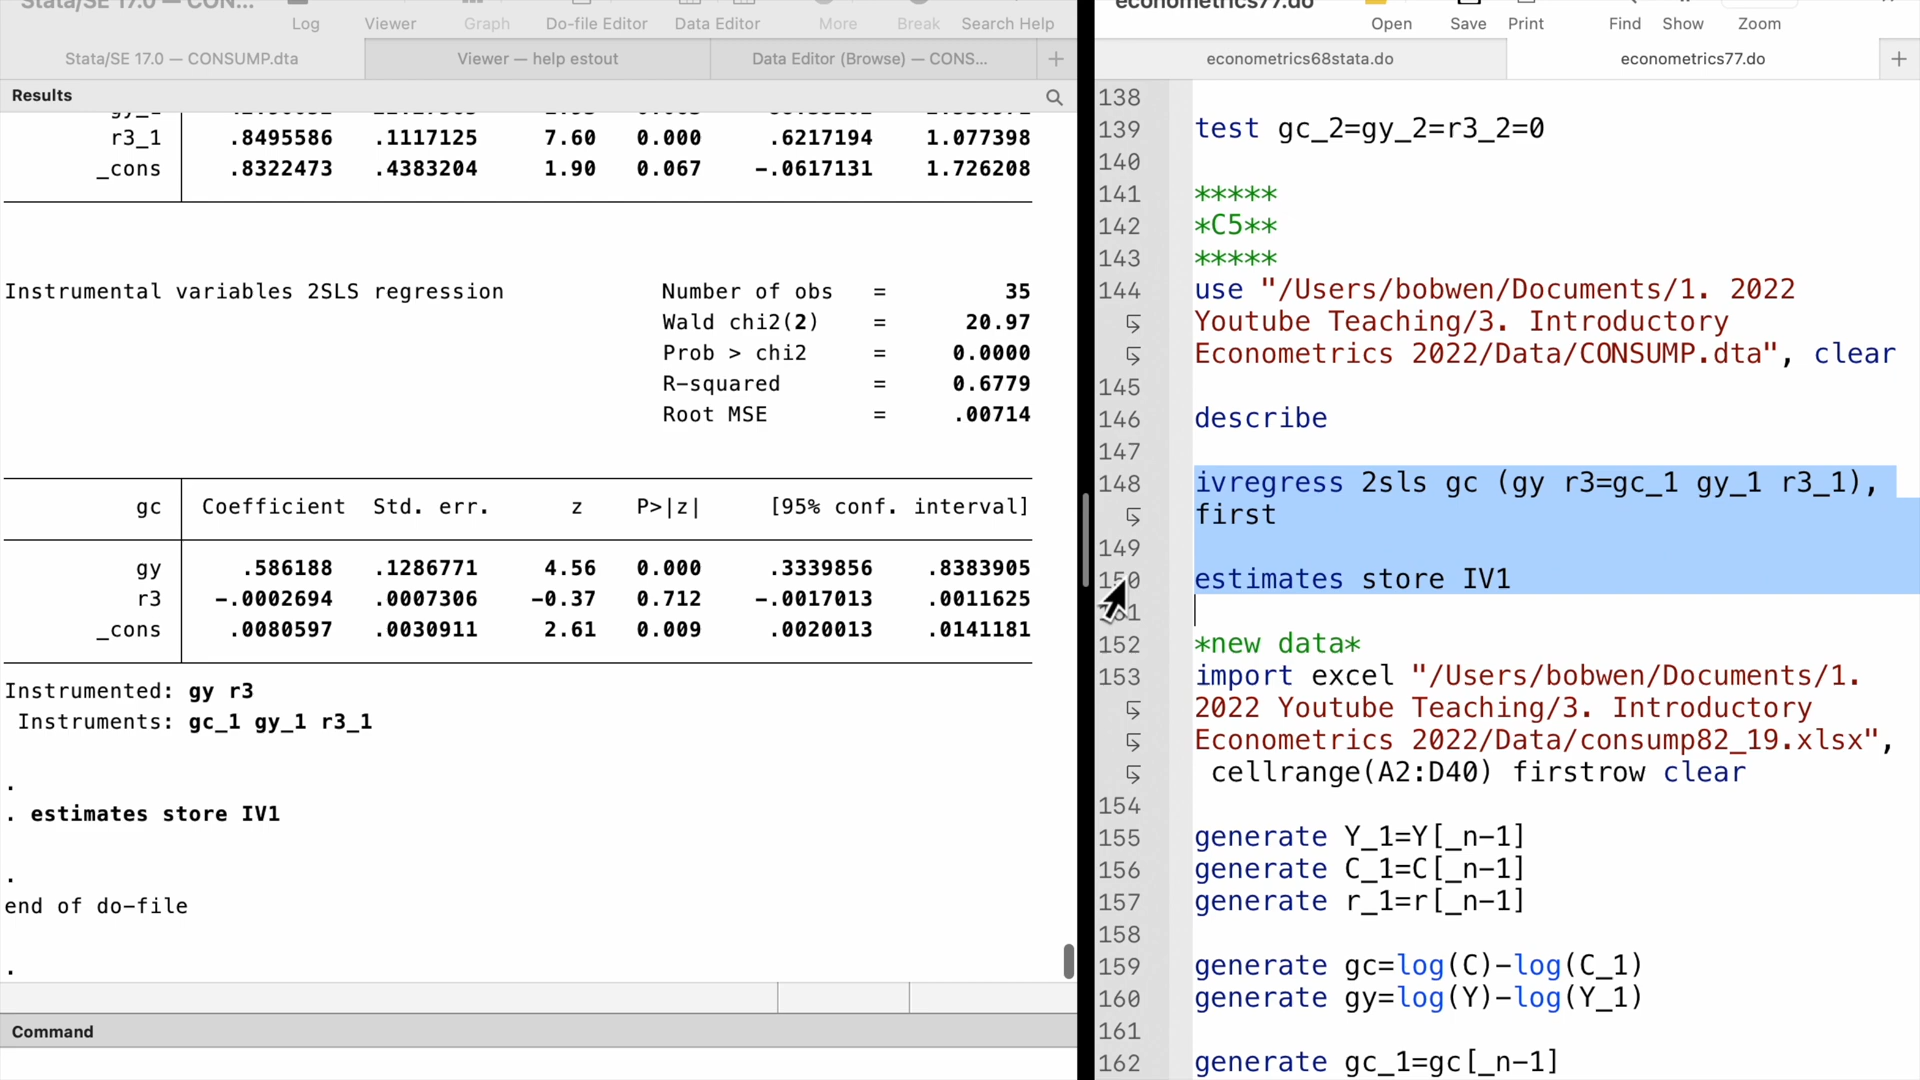 Stata/SE 17.0 — CON...
Log Viewer Graph Do-file Editor Data Editor More Break Search Help
Stata/SE 17.0 — CONSUMP.dta Viewer — help estout Data Editor (Browse) — CONS... +
Results
r3_1 .8495586 .1117125 7.60 0.000 .6217194 1.077398
_cons .8322473 .4383204 1.90 0.067 -.0617131 1.726208
Instrumental variables 2SLS regression Number of obs = 35
Wald chi2(2) = 20.97
Prob > chi2 = 0.0000
R-squared = 0.6779
Root MSE = .00714
gc Coefficient Std. err. z P>|z| [95% conf. interval]
gy .586188 .1286771 4.56 0.000 .3339856 .8383905
r3 -.0002694 .0007306 -0.37 0.712 -.0017013 .0011625
_cons .0080597 .0030911 2.61 0.009 .0020013 .0141181
Instrumented: gy r3
Instruments: gc_1 gy_1 r3_1
.
. estimates store IV1
.
end of do-file
.
Command
econometrics77.do
Open Save Print Find Show Zoom
econometrics68stata.do econometrics77.do +
138
139 test gc_2=gy_2=r3_2=0
140
141 *****
142 *C5**
143 *****
144 use "/Users/bobwen/Documents/1. 2022
Youtube Teaching/3. Introductory
Econometrics 2022/Data/CONSUMP.dta", clear
145
146 describe
147
148 ivregress 2sls gc (gy r3=gc_1 gy_1 r3_1),
first
149
150 estimates store IV1
151
152 *new data*
153 import excel "/Users/bobwen/Documents/1.
2022 Youtube Teaching/3. Introductory
Econometrics 2022/Data/consump82_19.xlsx",
cellrange(A2:D40) firstrow clear
154
155 generate Y_1=Y[_n-1]
156 generate C_1=C[_n-1]
157 generate r_1=r[_n-1]
158
159 generate gc=log(C)-log(C_1)
160 generate gy=log(Y)-log(Y_1)
161
162 generate gc_1=gc[_n-1]